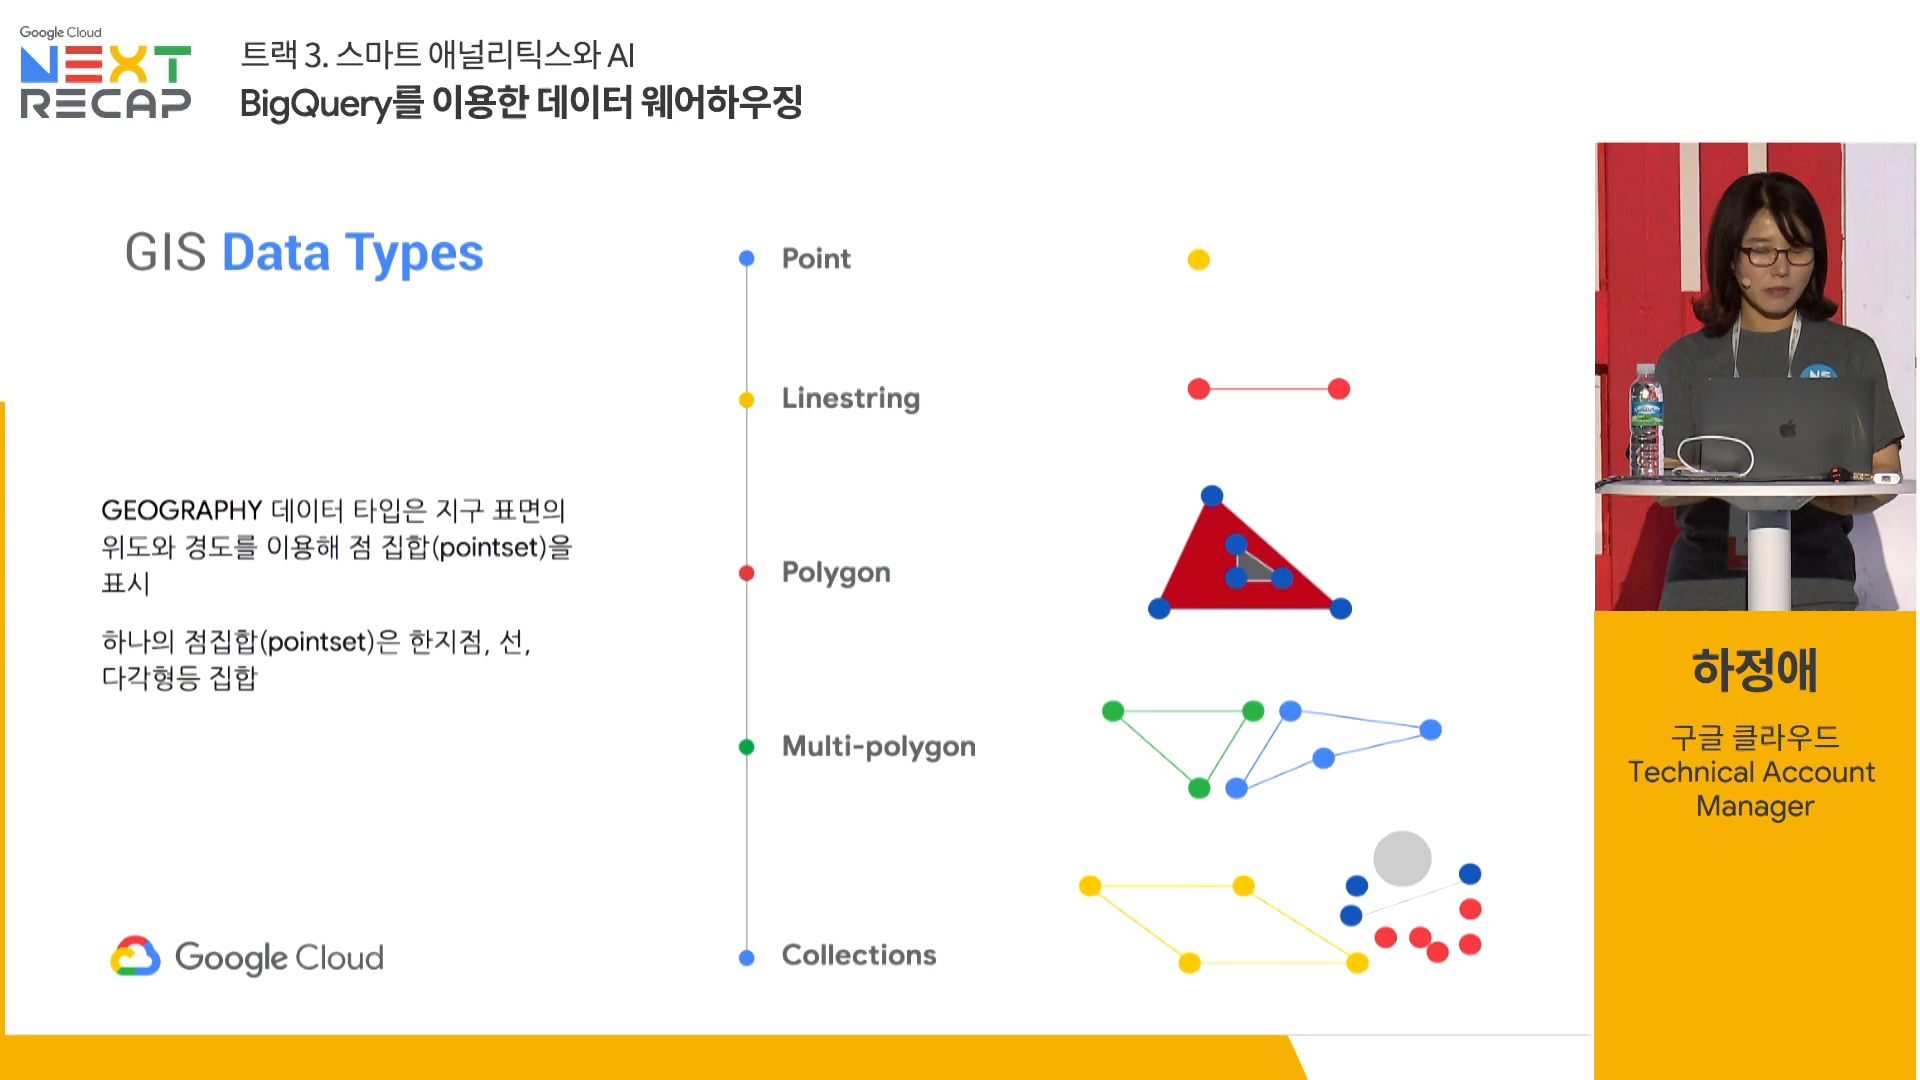 Google Cloud
NEXT
RECAP
트랙 3. 스마트 애널리틱스와 AI
BigQuery를 이용한 데이터 웨어하우징
GIS Data Types
GEOGRAPHY 데이터 타입은 지구 표면의
위도와 경도를 이용해 점 집합(pointset)을
표시
하나의 점집합(pointset)은 한지점, 선,
다각형등 집합
Point
Linestring
Polygon
Multi-polygon
Collections
Google Cloud
하정애
구글 클라우드
Technical Account
Manager